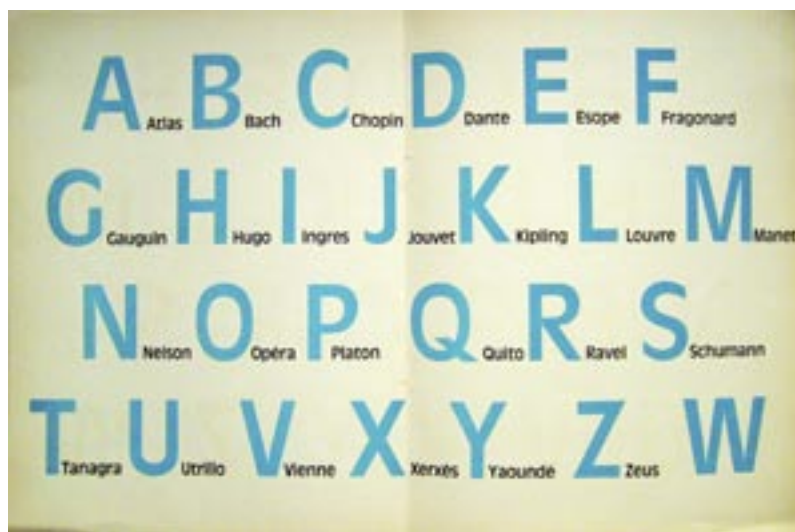 A Atlas B Bach C Chopin D Dante E Esope F Fragonard
G Gauguin H Hugo I Ingres J Jouvet K Kipling L Louvre M Manet
N Nelson O Opéra P Platon Q Quito R Ravel S Schumann
T Tanagra U Utrillo V Vienne X Xerxès Y Yaounde Z Zeus W